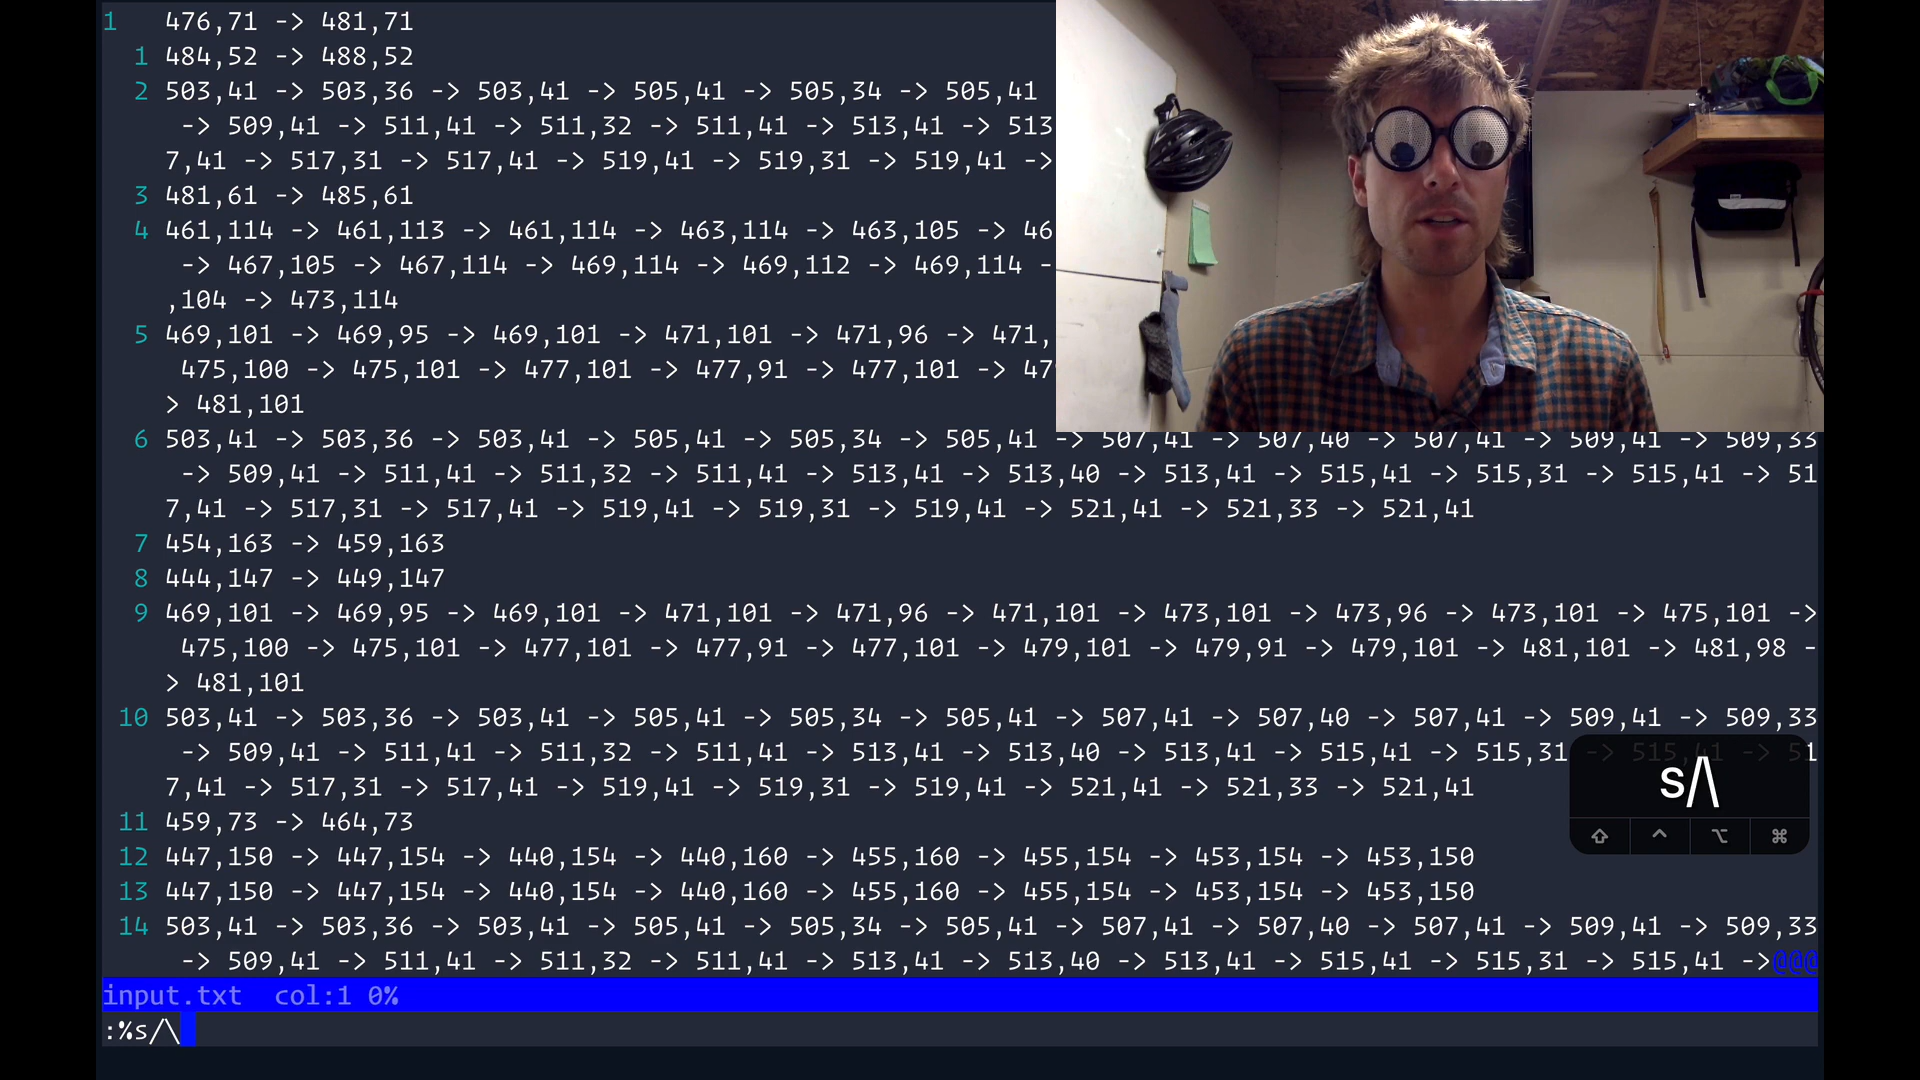 1 476,71 -> 481,71
1 484,52 -> 488,52
2 503,41 -> 503,36 -> 503,41 -> 505,41 -> 505,34 -> 505,41
-> 509,41 -> 511,41 -> 511,32 -> 511,41 -> 513,41 -> 513
7,41 -> 517,31 -> 517,41 -> 519,41 -> 519,31 -> 519,41 ->
3 481,61 -> 485,61
4 461,114 -> 461,113 -> 461,114 -> 463,114 -> 463,105 -> 46
-> 467,105 -> 467,114 -> 469,114 -> 469,112 -> 469,114 -
,104 -> 473,114
5 469,101 -> 469,95 -> 469,101 -> 471,101 -> 471,96 -> 471,
475,100 -> 475,101 -> 477,101 -> 477,91 -> 477,101 -> 47
> 481,101
6 503,41 -> 503,36 -> 503,41 -> 505,41 -> 505,34 -> 505,41 -> 507,41 -> 507,40 -> 507,41 -> 509,41 -> 509,33
-> 509,41 -> 511,41 -> 511,32 -> 511,41 -> 513,41 -> 513,40 -> 513,41 -> 515,41 -> 515,31 -> 515,41 -> 51
7,41 -> 517,31 -> 517,41 -> 519,41 -> 519,31 -> 519,41 -> 521,41 -> 521,33 -> 521,41
7 454,163 -> 459,163
8 444,147 -> 449,147
9 469,101 -> 469,95 -> 469,101 -> 471,101 -> 471,96 -> 471,101 -> 473,101 -> 473,96 -> 473,101 -> 475,101 ->
475,100 -> 475,101 -> 477,101 -> 477,91 -> 477,101 -> 479,101 -> 479,91 -> 479,101 -> 481,101 -> 481,98 -
> 481,101
10 503,41 -> 503,36 -> 503,41 -> 505,41 -> 505,34 -> 505,41 -> 507,41 -> 507,40 -> 507,41 -> 509,41 -> 509,33
-> 509,41 -> 511,41 -> 511,32 -> 511,41 -> 513,41 -> 513,40 -> 513,41 -> 515,41 -> 515,31 -> 515,41 -> 51
7,41 -> 517,31 -> 517,41 -> 519,41 -> 519,31 -> 519,41 -> 521,41 -> 521,33 -> 521,41
s/\
11 459,73 -> 464,73
⇧ ^ ⌥ ⌘
12 447,150 -> 447,154 -> 440,154 -> 440,160 -> 455,160 -> 455,154 -> 453,154 -> 453,150
13 447,150 -> 447,154 -> 440,154 -> 440,160 -> 455,160 -> 455,154 -> 453,154 -> 453,150
14 503,41 -> 503,36 -> 503,41 -> 505,41 -> 505,34 -> 505,41 -> 507,41 -> 507,40 -> 507,41 -> 509,41 -> 509,33
-> 509,41 -> 511,41 -> 511,32 -> 511,41 -> 513,41 -> 513,40 -> 513,41 -> 515,41 -> 515,31 -> 515,41 ->@@@
input.txt col:1 0%
:%s/\